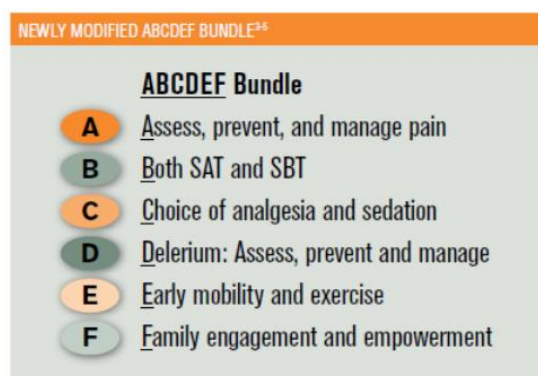 NEWLY MODIFIED ABCDEF BUNDLE³⁻⁵
ABCDEF Bundle
A Assess, prevent, and manage pain
B Both SAT and SBT
C Choice of analgesia and sedation
D Delerium: Assess, prevent and manage
E Early mobility and exercise
F Family engagement and empowerment